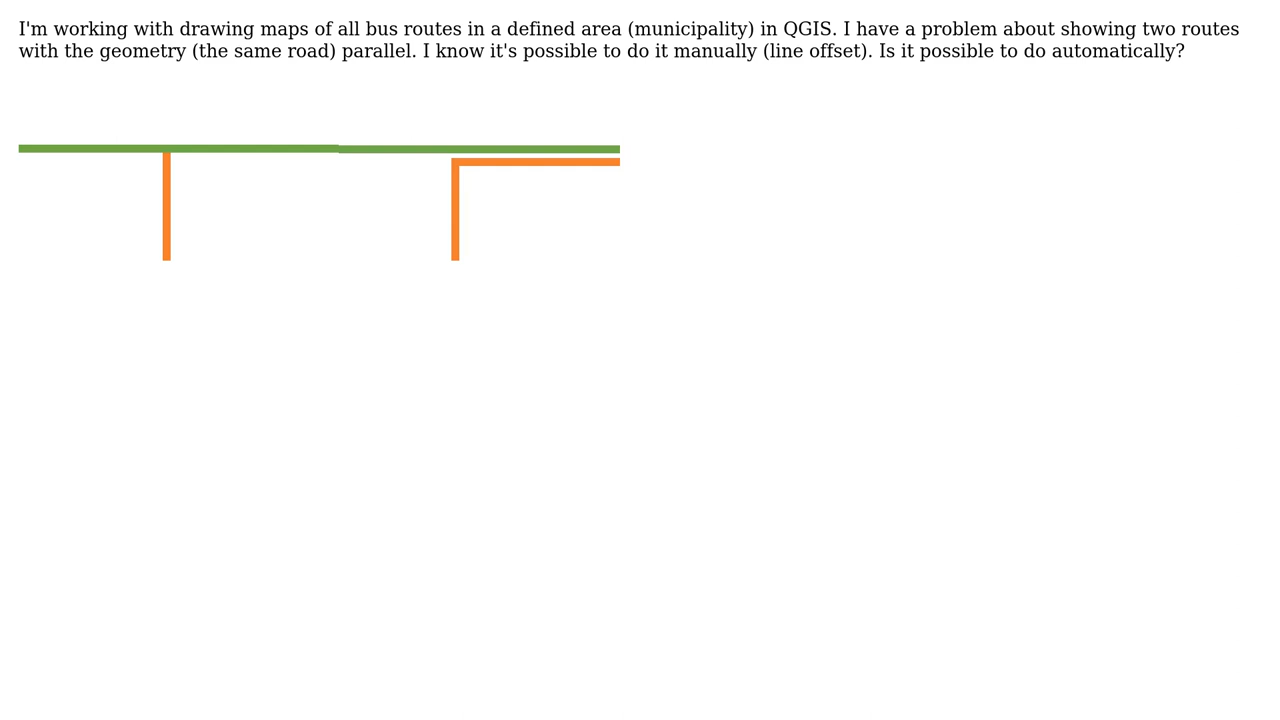 I'm working with drawing maps of all bus routes in a defined area (municipality) in QGIS. I have a problem about showing two routes
with the geometry (the same road) parallel. I know it's possible to do it manually (line offset). Is it possible to do automatically?